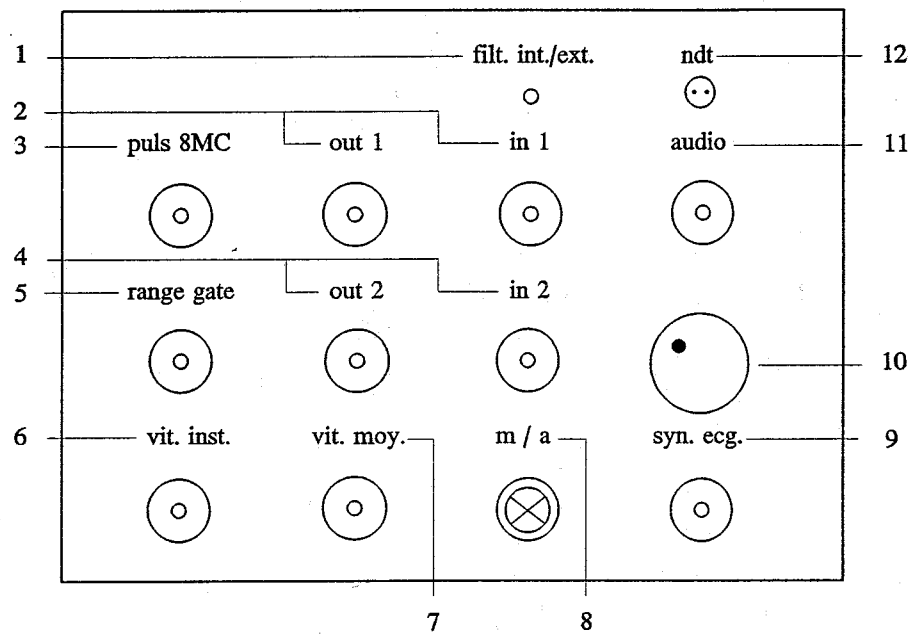 1 filt. int./ext. ndt 12
2
3 puls 8MC out 1 in 1 audio 11
4
5 range gate out 2 in 2
10
6 vit. inst. vit. moy. m / a syn. ecg. 9
7 8